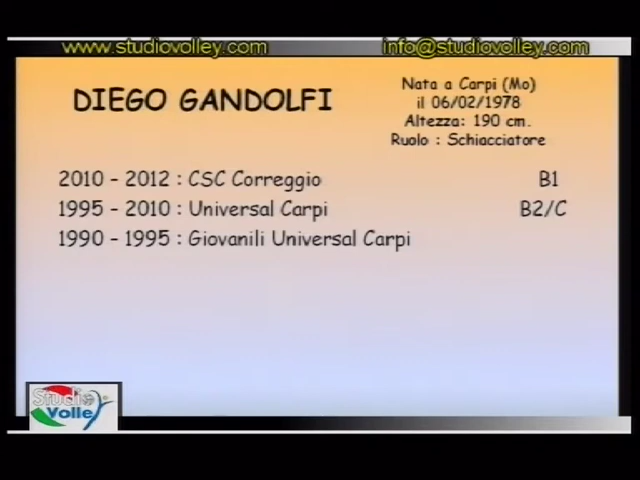 www.studiovolley.com info@studiovolley.com
DIEGO GANDOLFI
Nata a Carpi (Mo)
il 06/02/1978
Altezza: 190 cm.
Ruolo : Schiacciatore
2010 - 2012 : CSC Correggio B1
1995 - 2010 : Universal Carpi B2/C
1990 - 1995 : Giovanili Universal Carpi
Studio
Volley